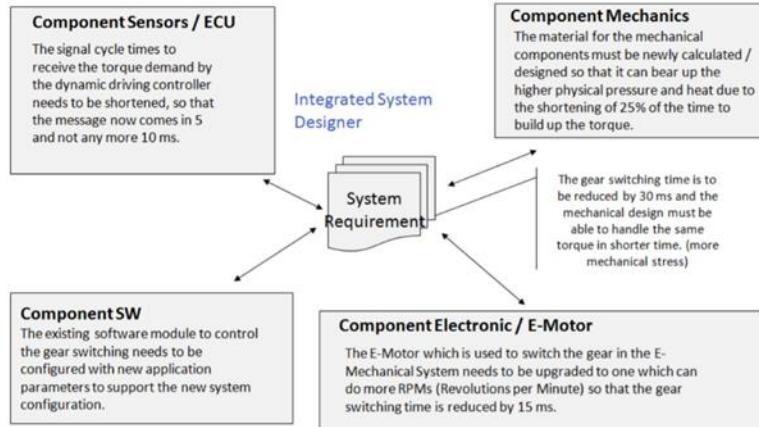 Component Sensors / ECU
The signal cycle times to
receive the torque demand by
the dynamic driving controller
needs to be shortened, so that
the message now comes in 5
and not any more 10 ms.
Integrated System
Designer
Component Mechanics
The material for the mechanical
components must be newly calculated /
designed so that it can bear up the
higher physical pressure and heat due to
the shortening of 25% of the time to
build up the torque.
System
Requirement
The gear switching time is to
be reduced by 30 ms and the
mechanical design must be
able to handle the same
torque in shorter time. (more
mechanical stress)
Component SW
The existing software module to control
the gear switching needs to be
configured with new application
parameters to support the new system
configuration.
Component Electronic / E-Motor
The E-Motor which is used to switch the gear in the E-
Mechanical System needs to be upgraded to one which can
do more RPMs (Revolutions per Minute) so that the gear
switching time is reduced by 15 ms.